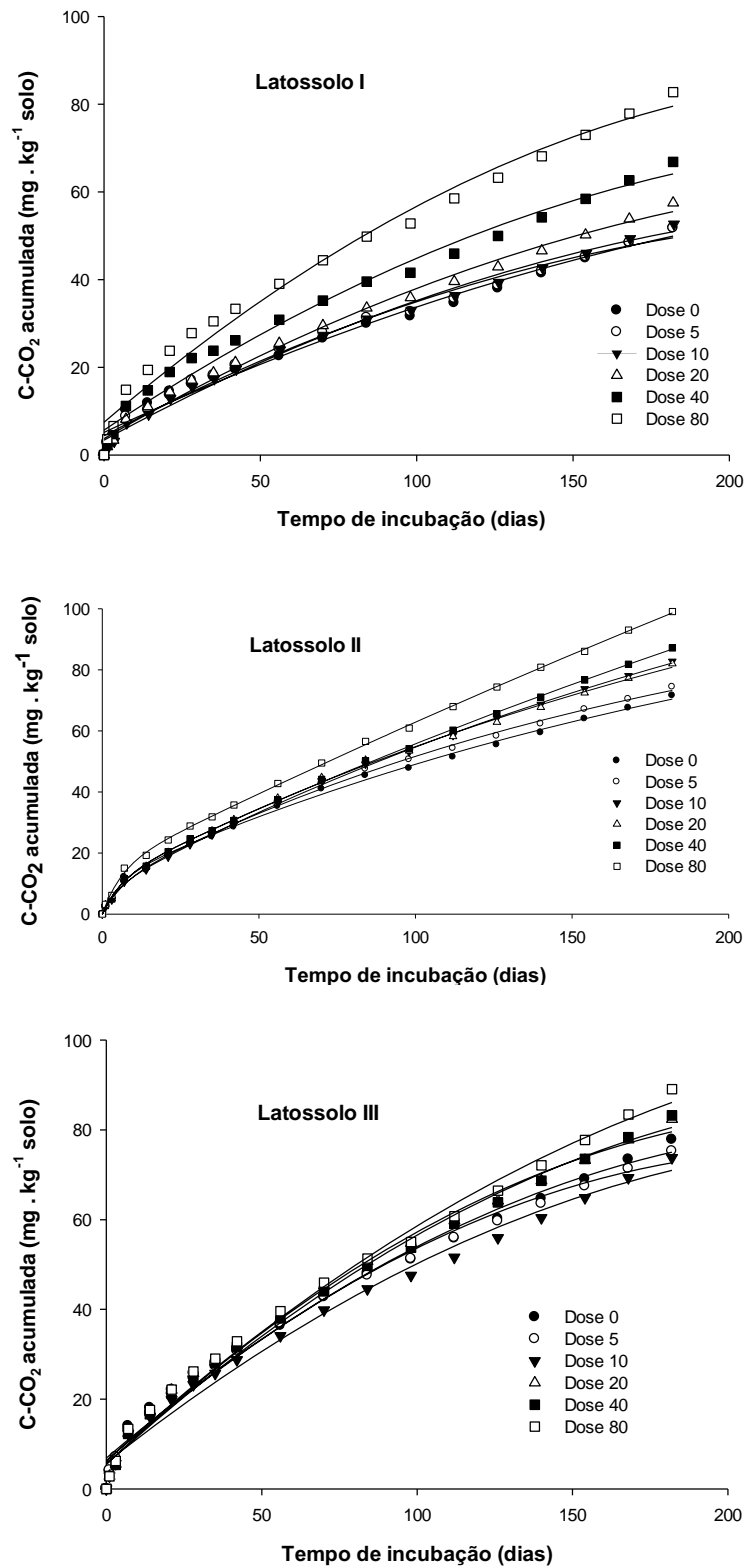 100
80
60
40
20
0
C-CO₂ acumulada (mg . kg⁻¹ solo)
Latossolo I
Dose 0
Dose 5
Dose 10
Dose 20
Dose 40
Dose 80
0 50 100 150 200
Tempo de incubação (dias)
100
80
60
40
20
0
C-CO₂ acumulada (mg . kg⁻¹ solo)
Latossolo II
Dose 0
Dose 5
Dose 10
Dose 20
Dose 40
Dose 80
0 50 100 150 200
Tempo de incubação (dias)
100
80
60
40
20
0
C-CO₂ acumulada (mg . kg⁻¹ solo)
Latossolo III
Dose 0
Dose 5
Dose 10
Dose 20
Dose 40
Dose 80
0 50 100 150 200
Tempo de incubação (dias)